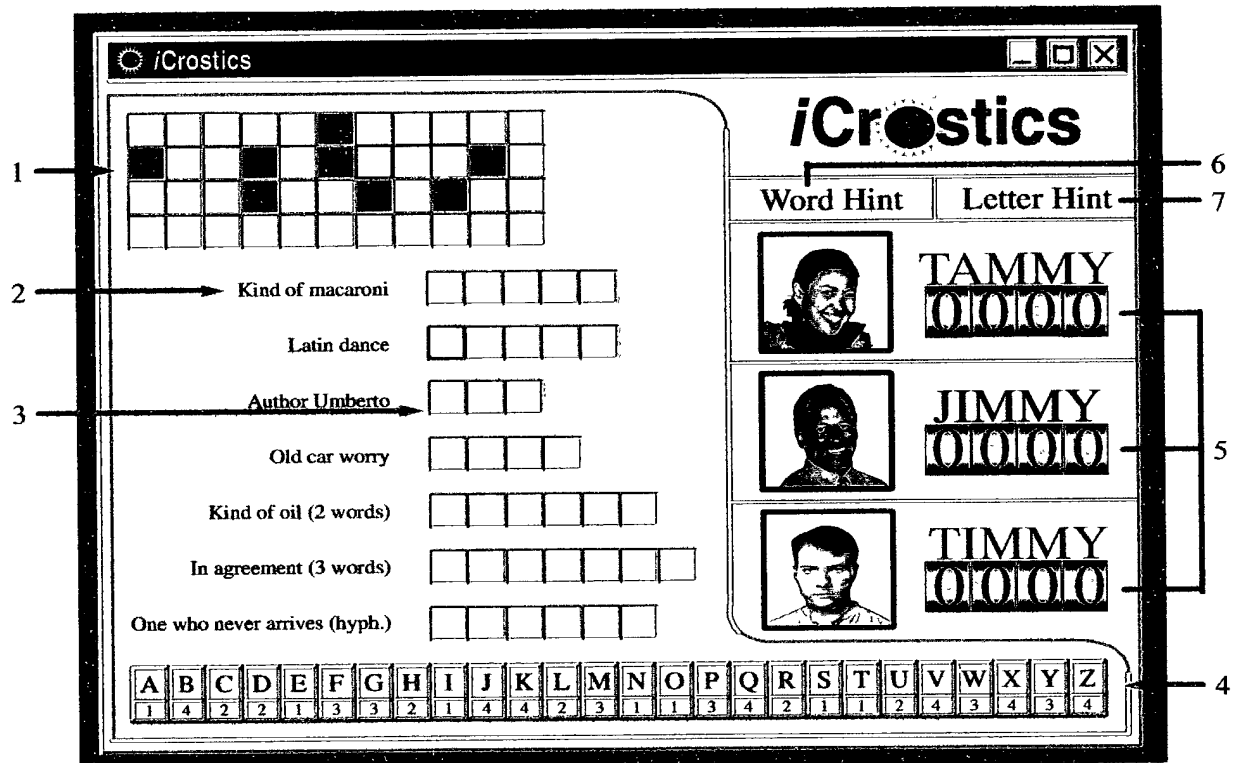 iCrostics
iCrostics
1
6
Word Hint
Letter Hint
7
TAMMY
0000
2
Kind of macaroni
Latin dance
3
Author Umberto
JIMMY
0000
5
Old car worry
Kind of oil (2 words)
In agreement (3 words)
TIMMY
0000
One who never arrives (hyph.)
A B C D E F G H I J K L M N O P Q R S T U V W X Y Z
1 4 2 2 1 3 3 2 1 4 4 2 3 1 1 3 4 2 1 1 2 4 3 4 3 4
4